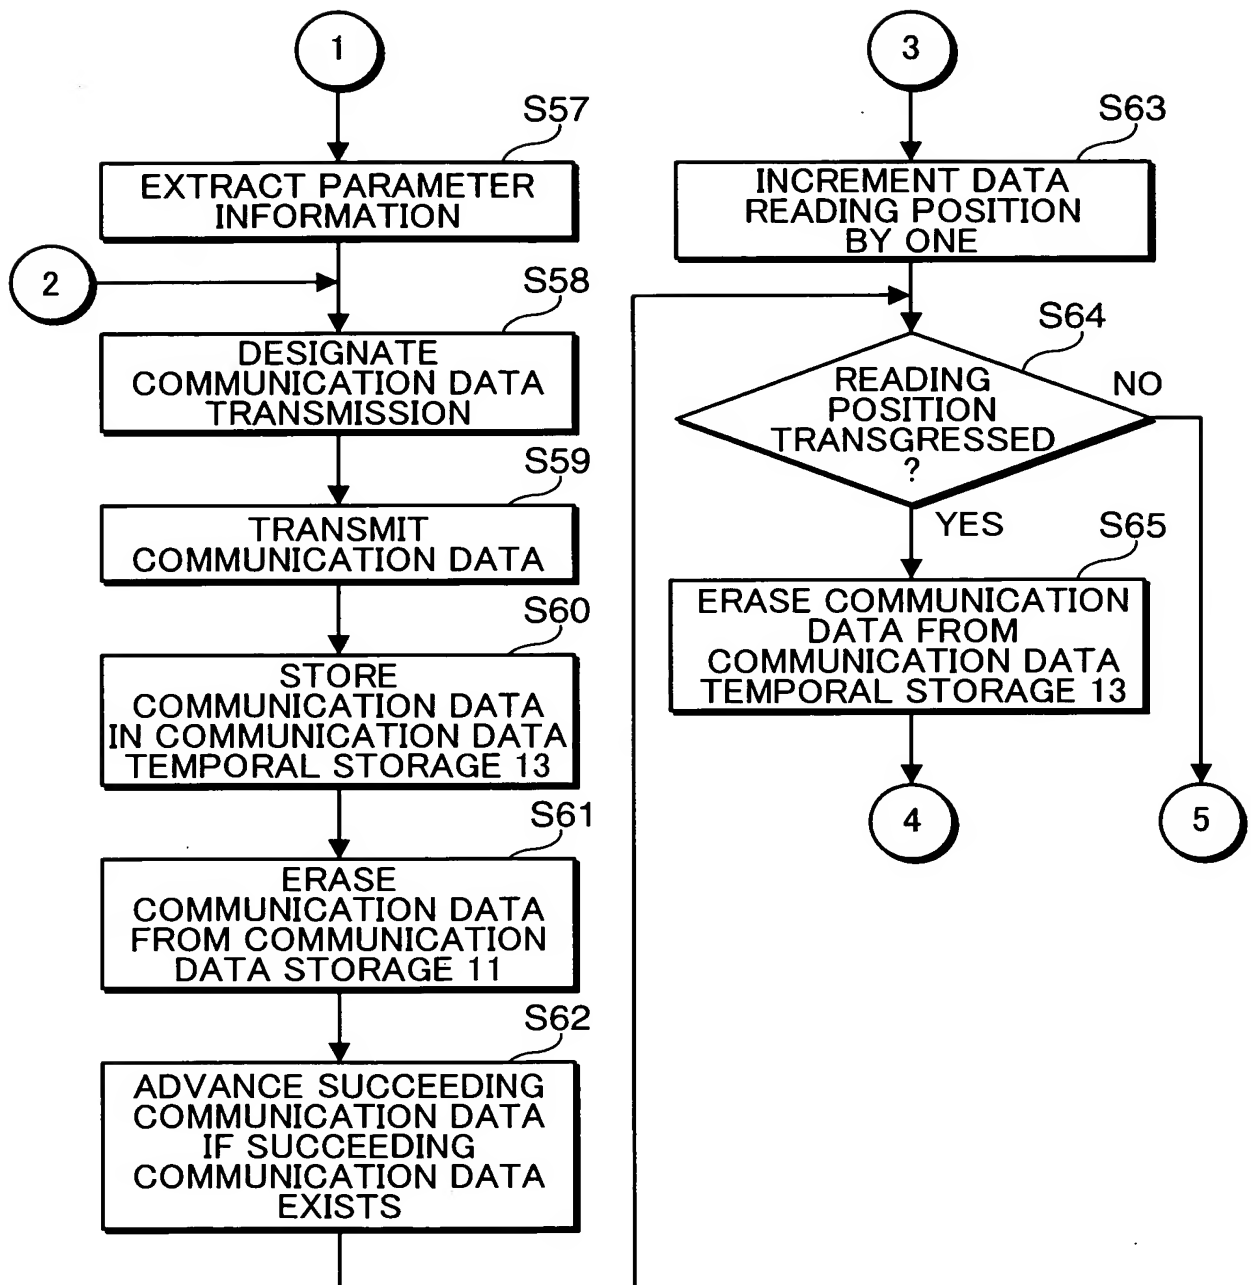 1
S57
EXTRACT PARAMETER
INFORMATION
2
S58
DESIGNATE
COMMUNICATION DATA
TRANSMISSION
S59
TRANSMIT
COMMUNICATION DATA
S60
STORE
COMMUNICATION DATA
IN COMMUNICATION DATA
TEMPORAL STORAGE 13
S61
ERASE
COMMUNICATION DATA
FROM COMMUNICATION
DATA STORAGE 11
S62
ADVANCE SUCCEEDING
COMMUNICATION DATA
IF SUCCEEDING
COMMUNICATION DATA
EXISTS
3
S63
INCREMENT DATA
READING POSITION
BY ONE
S64
READING
POSITION
TRANSGRESSED
?
NO
YES
S65
ERASE COMMUNICATION
DATA FROM
COMMUNICATION DATA
TEMPORAL STORAGE 13
4
5